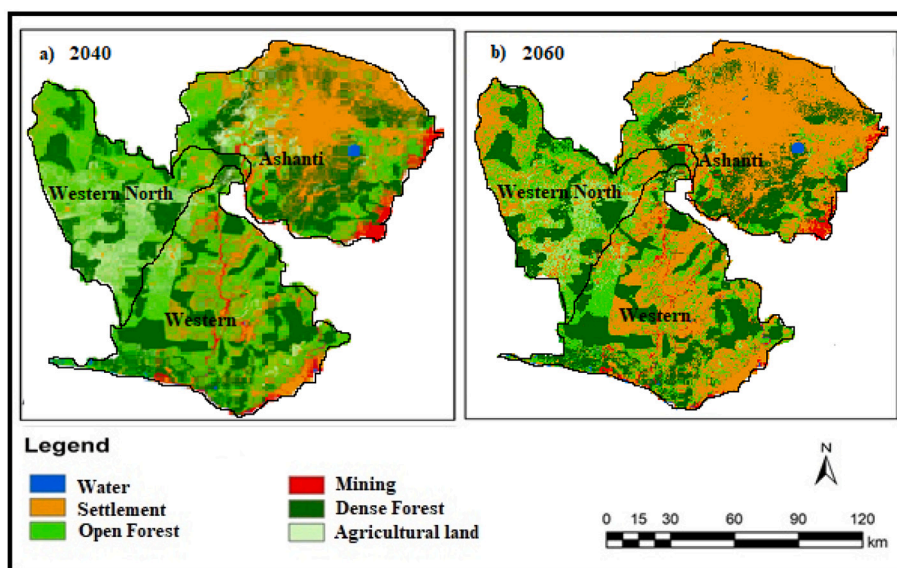 a) 2040
b) 2060
Ashanti
Western North
Western
Ashanti
Western North
Western
Legend
Water
Settlement
Open Forest
Mining
Dense Forest
Agricultural land
N
0 15 30 60 90 120
km